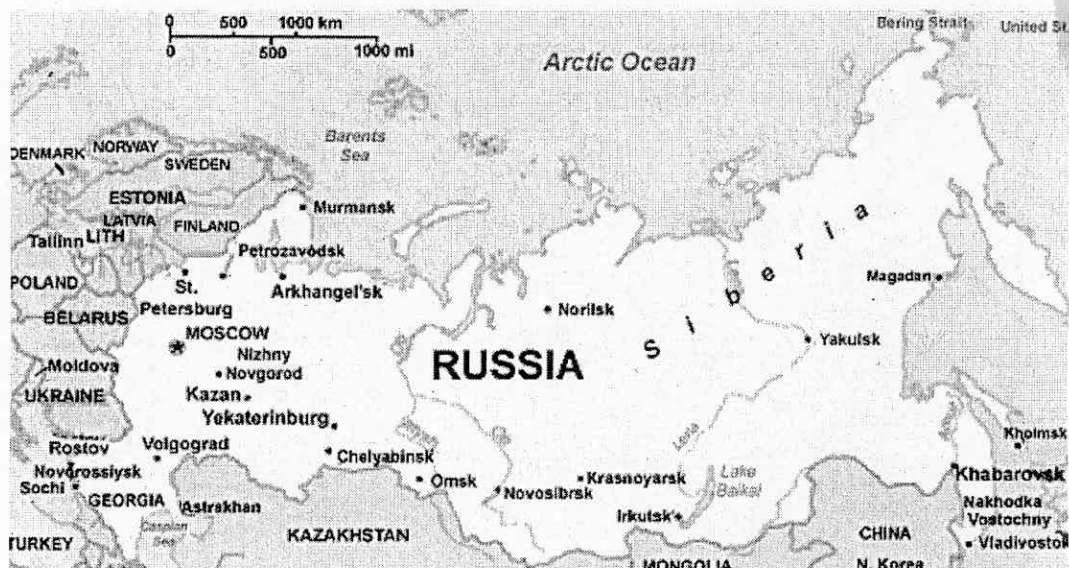 0 500 1000 km
0 1000 mi
Bering Strait
United St.
Arctic Ocean
Barents
Sea
NORWAY
DENMARK
SWEDEN
ESTONIA
LATVIA
FINLAND
Murmansk
Tallinn
LITH
Petrozavodsk
POLAND
St.
Petersburg
Arkhangel'sk
BELARUS
MOSCOW
Moldova
Nizhny
Novgorod
UKRAINE
Kazan
Yekaterinburg
Norilsk
RUSSIA
S i b e r i a
Magadan
Yakutsk
Lena
Rostov
Volgograd
Chelyabinsk
Kholmsk
Novorossiysk
Sochi
GEORGIA
Astrakhan
Caspian
Sea
Omsk
Novosibrsk
Krasnoyarsk
Lake
Baikal
Irkutsk
Khabarovsk
Nakhodka
Vostochny
Vladivostok
TURKEY
KAZAKHSTAN
MONGOLIA
CHINA
N. Korea